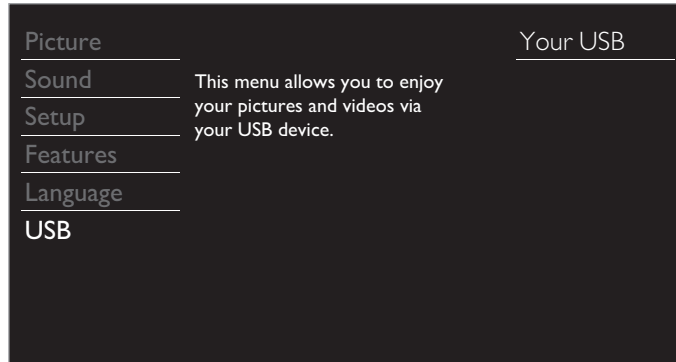 Picture
Sound
Setup
Features
Language
USB
This menu allows you to enjoy
your pictures and videos via
your USB device.
Your USB